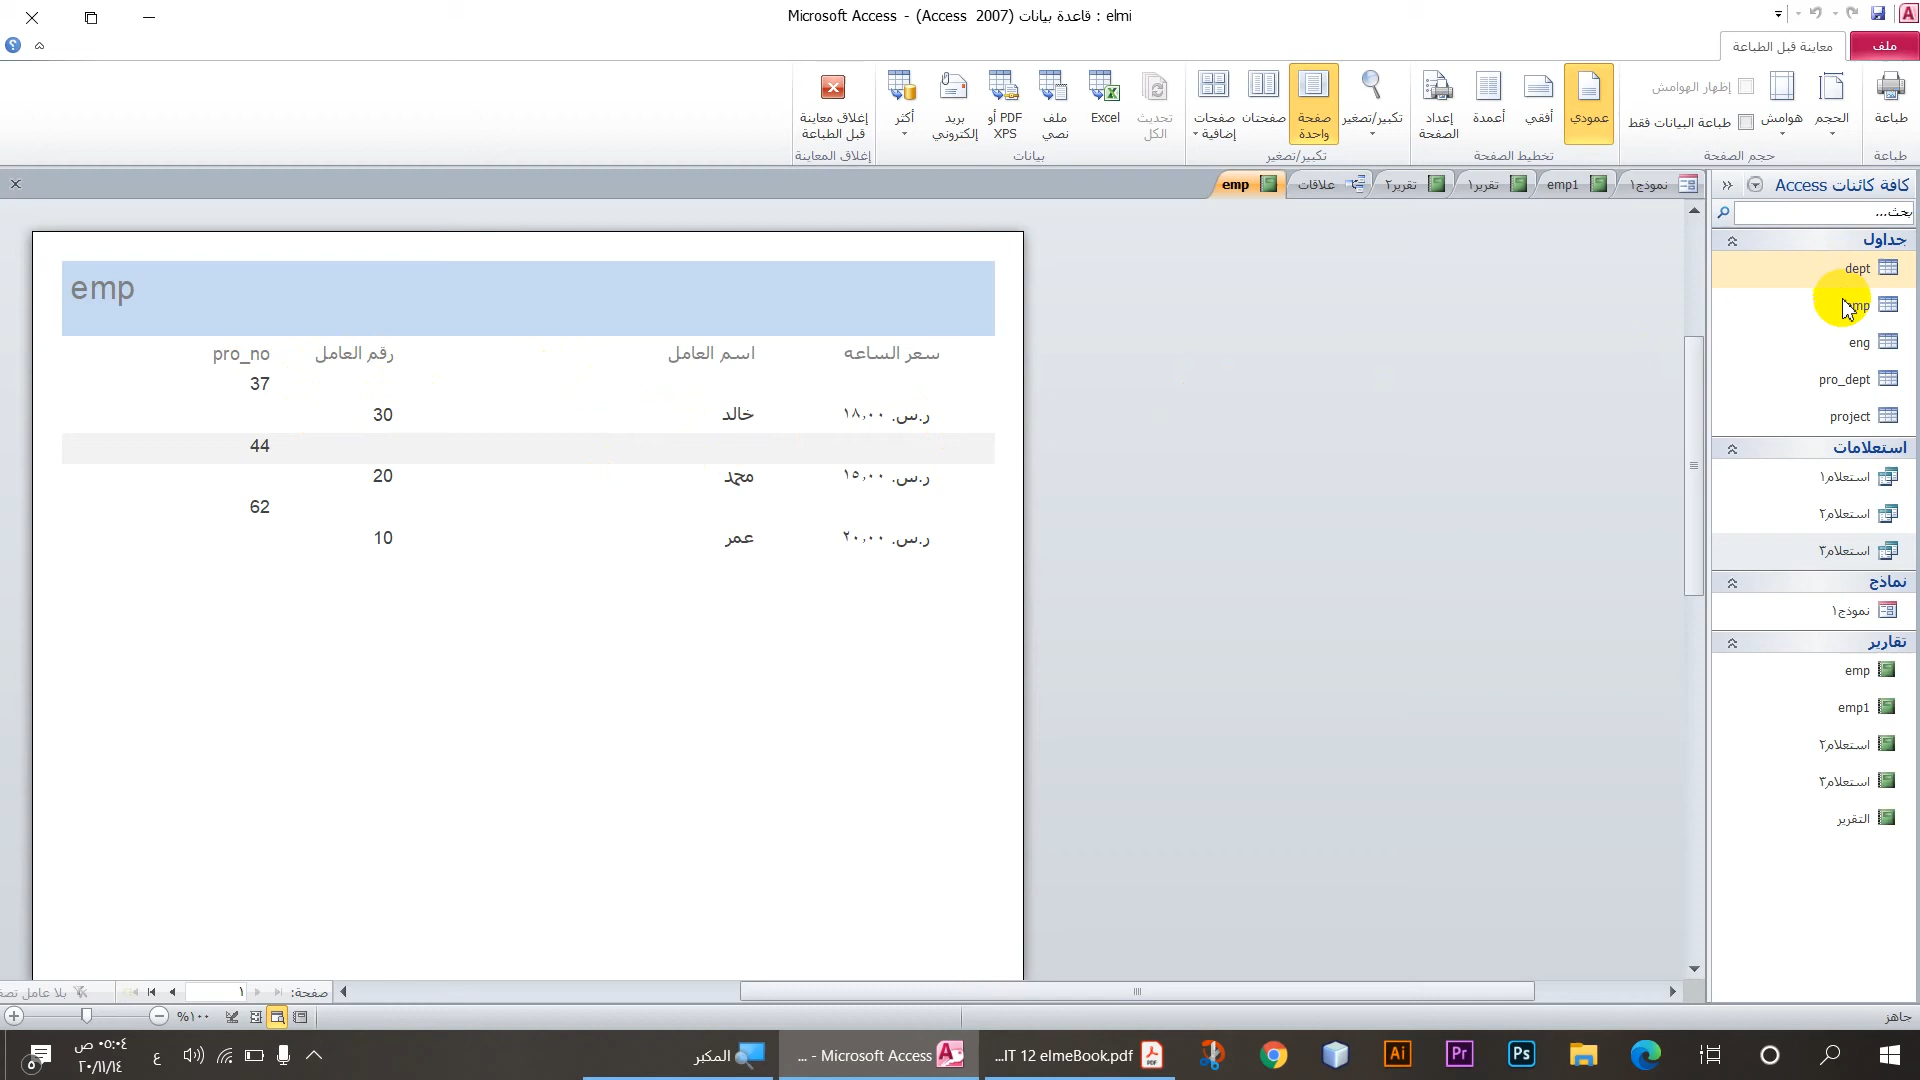 elmi : قاعدة بيانات (Access 2007) - Microsoft Access
ملف
معاينة قبل الطباعة
طباعة
الحجم
هوامش
إظهار الهوامش
طباعة البيانات فقط
عمودي
أفقي
أعمدة
إعداد الصفحة
تكبير/تصغير
صفحة واحدة
صفحتان
صفحات إضافية
تحديث الكل
Excel
ملف نصي
PDF أو XPS
بريد إلكتروني
أكثر
إغلاق معاينة قبل الطباعة
طباعة
حجم الصفحة
تخطيط الصفحة
تكبير/تصغير
بيانات
إغلاق المعاينة
كافة كائنات Access
نموذج١
emp1
تقرير١
تقرير٢
علاقات
emp
بحث...
جداول
dept
emp
eng
pro_dept
project
استعلامات
استعلام١
استعلام٢
استعلام٣
نماذج
نموذج١
تقارير
emp
emp1
استعلام٢
استعلام٣
التقرير
emp
سعر الساعه اسم العامل رقم العامل pro_no
37
ر.س. ١٨,٠٠ خالد 30
44
ر.س. ١٥,٠٠ محمد 20
62
ر.س. ٢٠,٠٠ عمر 10
صفحة: ١
جاهز
%١٠٠
IT 12 elmeBook.pdf...
Microsoft Access - ...
المكبر
Ai
Pr
Ps
ع
٠٥:٠٤ ص
٢٠/١١/١٤